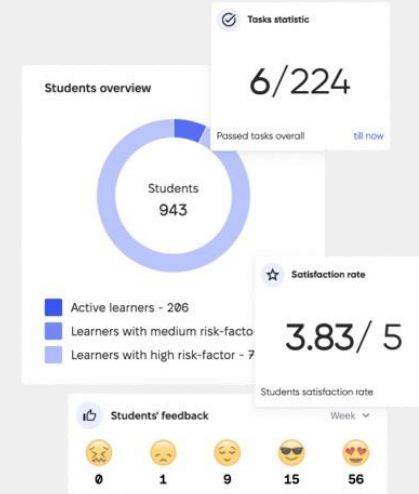 Tasks statistic
6/224
Passed tasks overall till now
Students overview
Students
943
Active learners - 206
Learners with medium
Learners with high risk-factor - 7
Satisfaction rate
3.83/ 5
Students satisfaction rate
Students' feedback Week
0 1 9 15 56